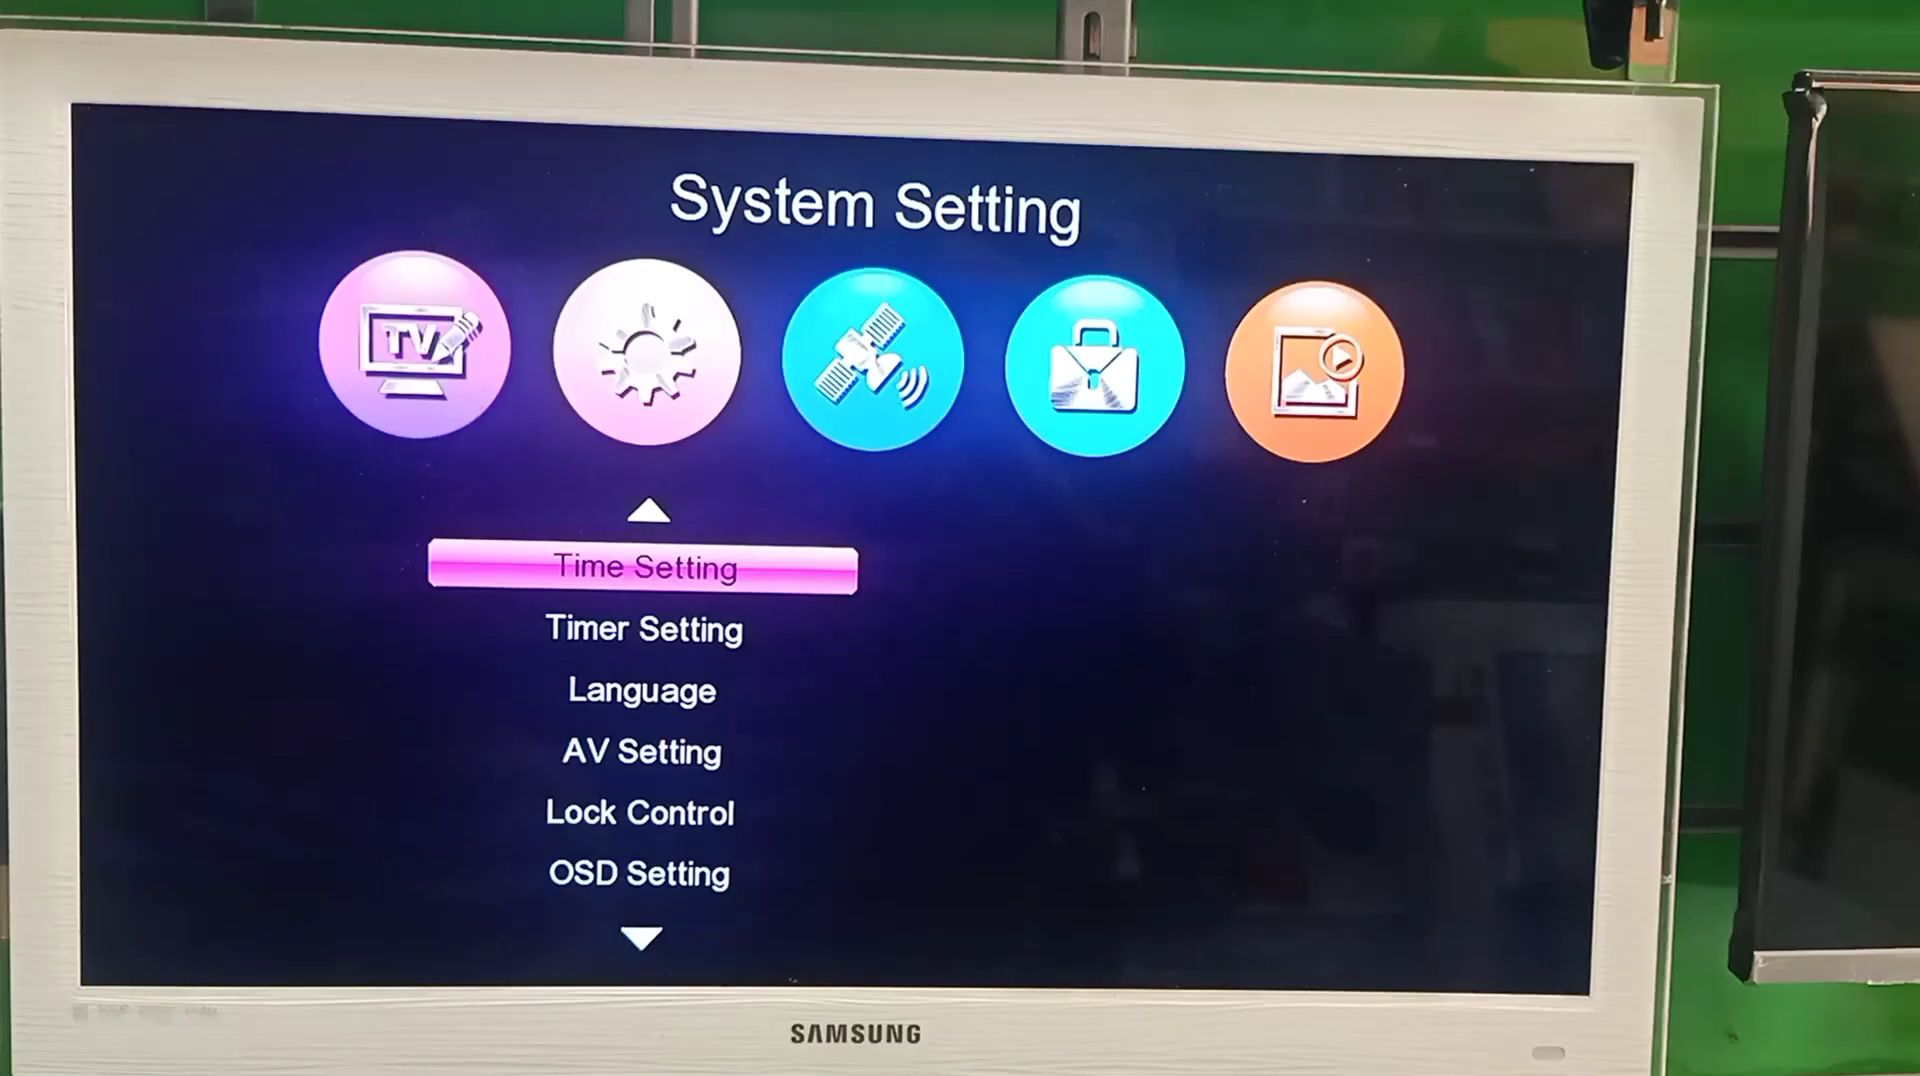 System Setting
TV
Time Setting
Timer Setting
Language
AV Setting
Lock Control
OSD Setting
SAMSUNG